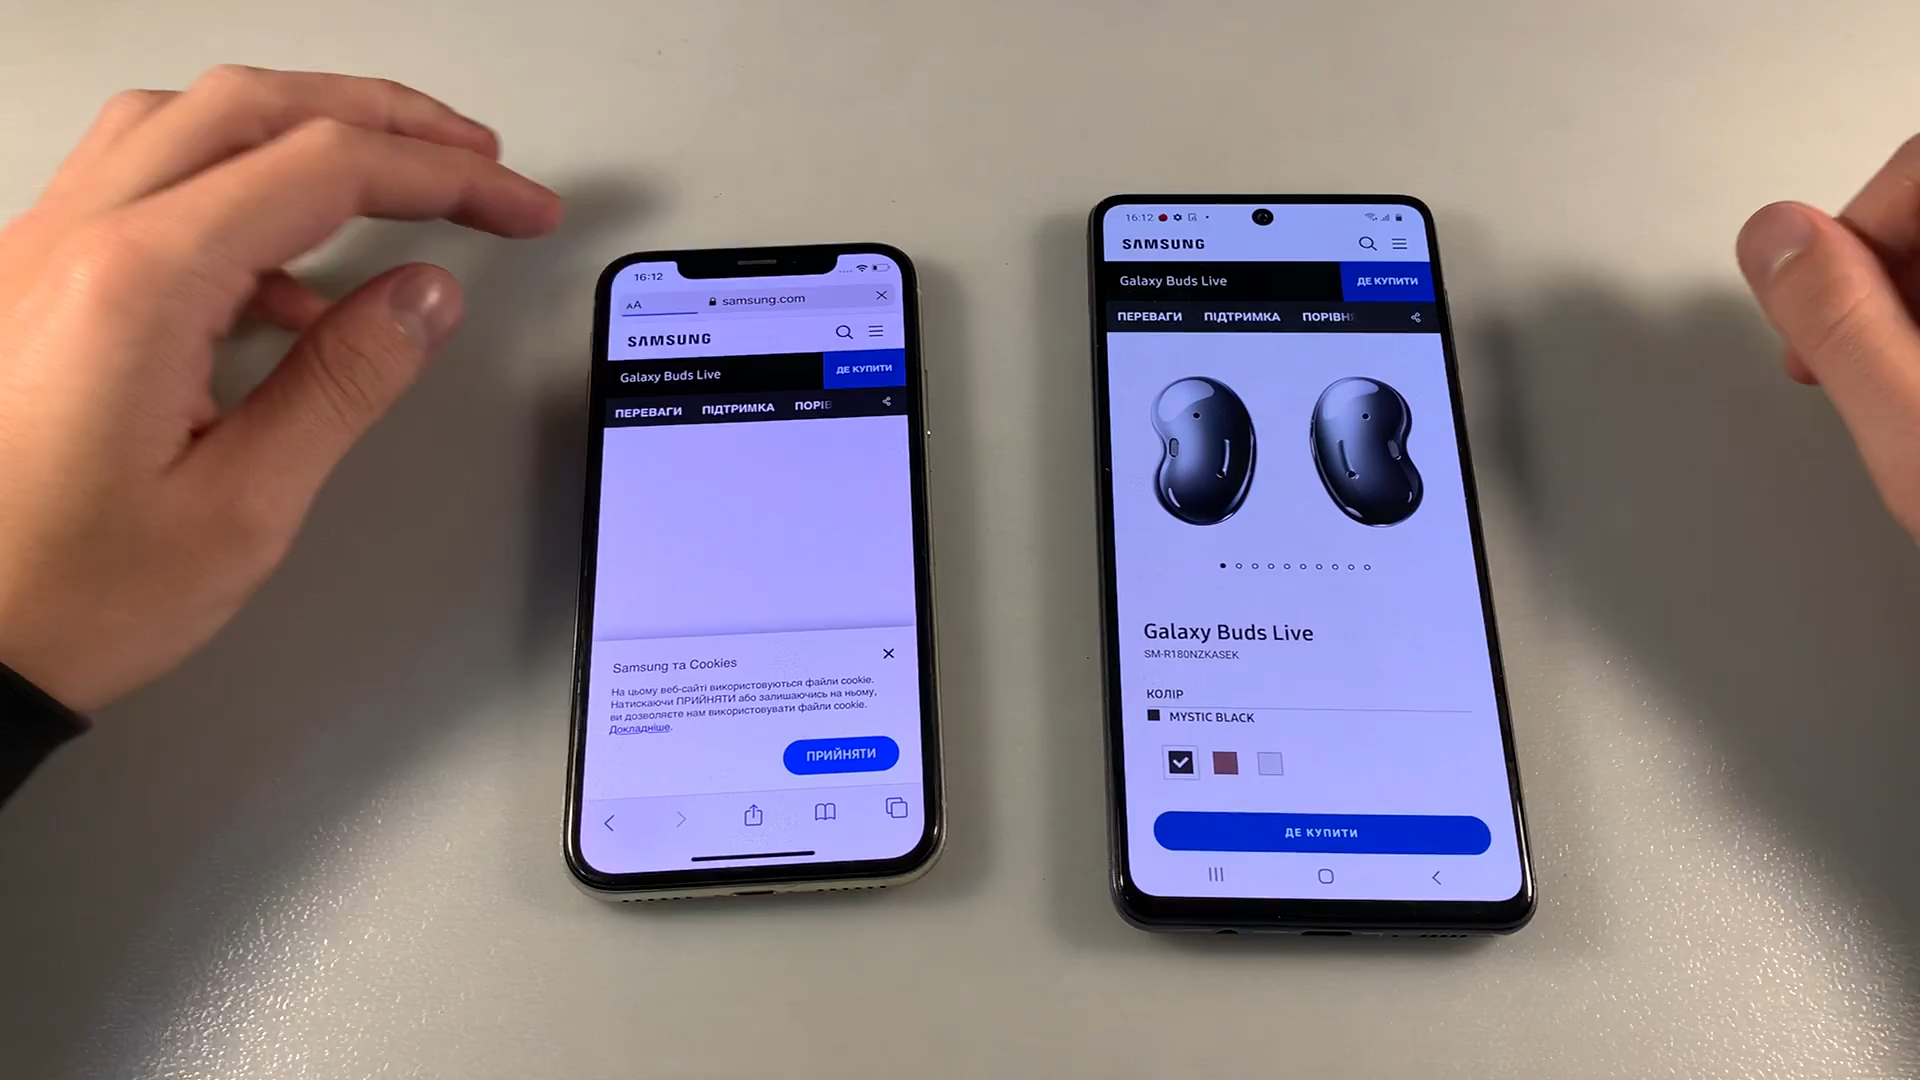 16:12
AA
samsung.com
SAMSUNG
Galaxy Buds Live
ДЕ КУПИТИ
ПЕРЕВАГИ ПІДТРИМКА ПОРІВ
Samsung та Cookies
На цьому веб-сайті використовуються файли cookie.
Натискаючи ПРИЙНЯТИ або залишаючись на ньому,
ви дозволяєте нам використовувати файли cookie.
Докладніше.
ПРИЙНЯТИ
16:12
SAMSUNG
Galaxy Buds Live
ДЕ КУПИТИ
ПЕРЕВАГИ ПІДТРИМКА ПОРІВН
Galaxy Buds Live
SM-R180NZKASEK
КОЛІР
MYSTIC BLACK
ДЕ КУПИТИ